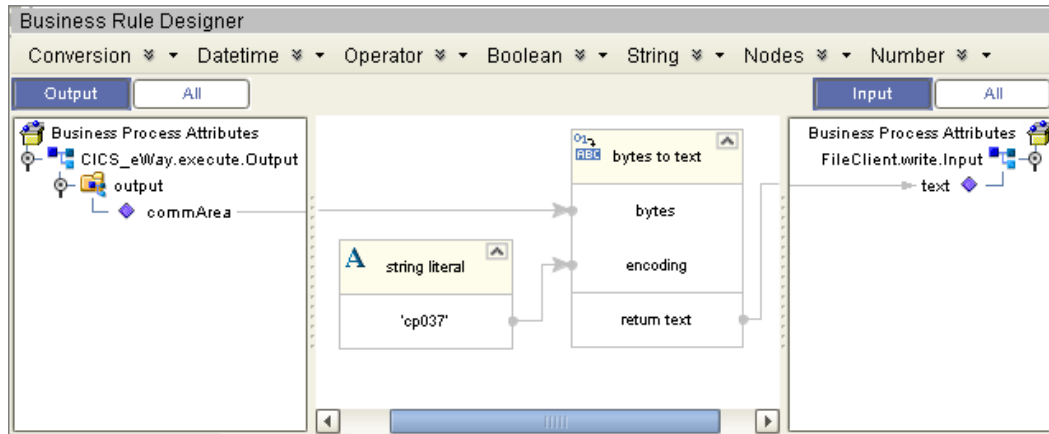 Business Rule Designer
Conversion Datetime Operator Boolean String Nodes Number
Output All Input All
Business Process Attributes
CICS_eWay.execute.Output
output
commArea
01
ABC
bytes to text
bytes
encoding
return text
A string literal
'cp037'
Business Process Attributes
FileClient.write.Input
text